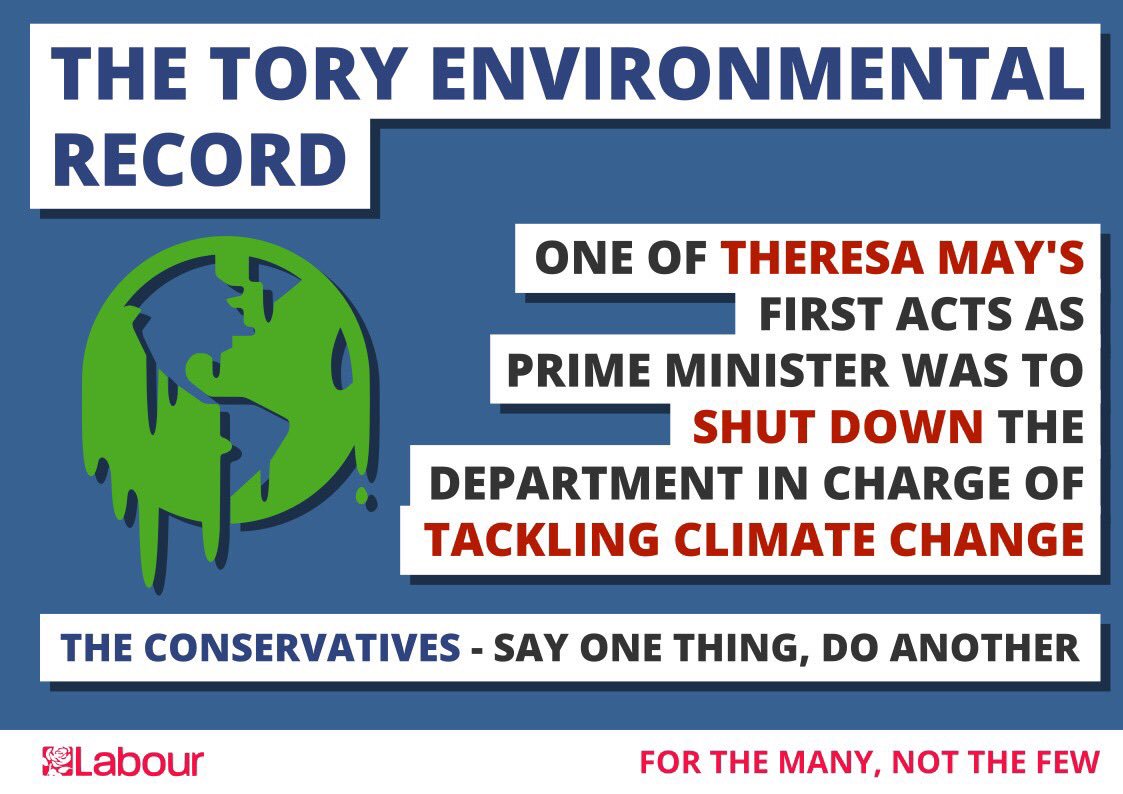 THE TORY ENVIRONMENTAL
RECORD
ONE OF THERESA MAY'S
FIRST ACTS AS
PRIME MINISTER WAS TO
SHUT DOWN THE
DEPARTMENT IN CHARGE OF
TACKLING CLIMATE CHANGE
THE CONSERVATIVES - SAY ONE THING, DO ANOTHER
Labour
FOR THE MANY, NOT THE FEW